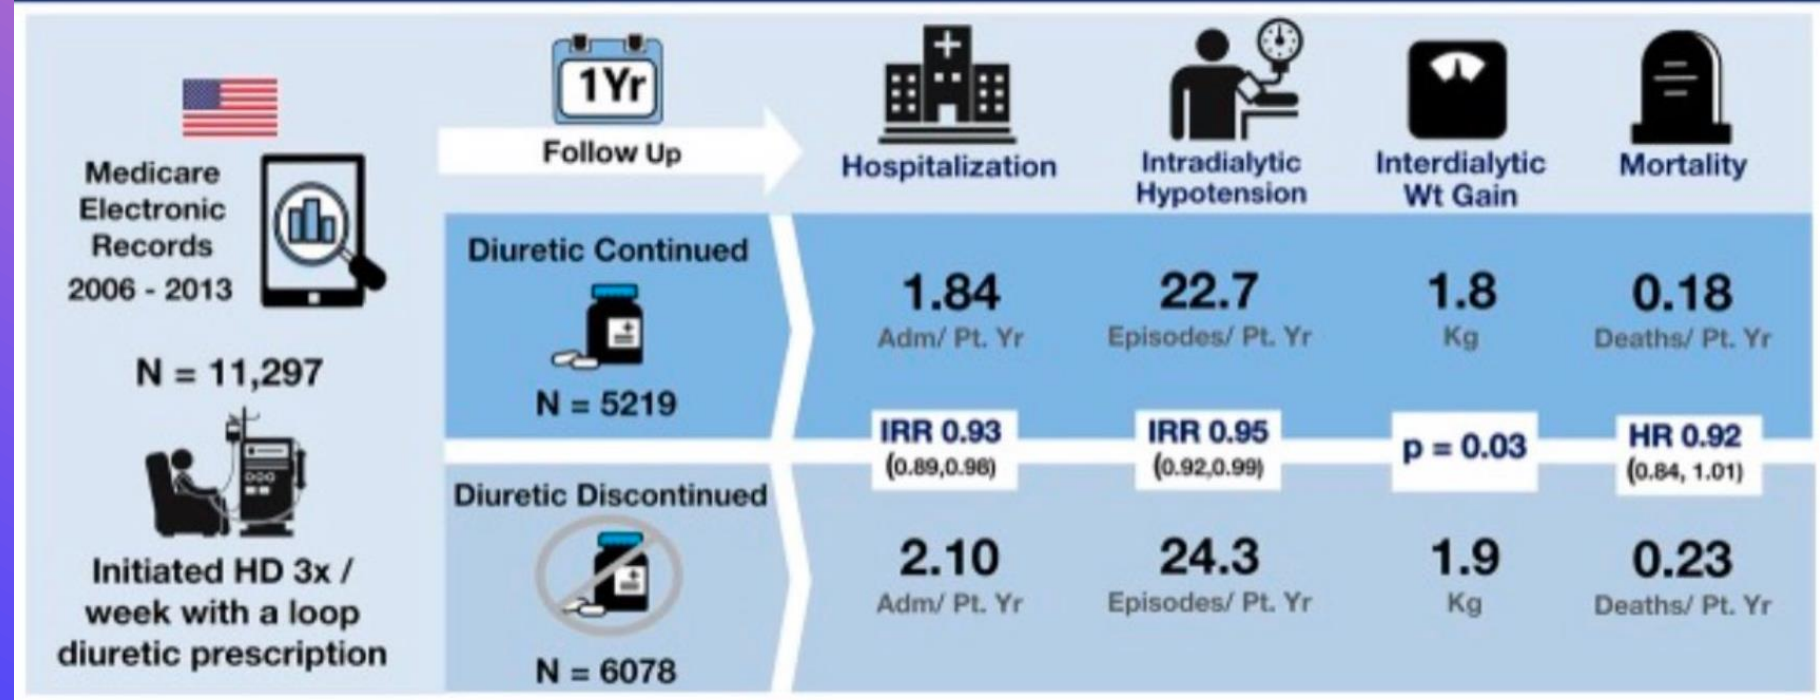 Medicare
Electronic
Records
2006 - 2013
N = 11,297
Initiated HD 3x /
week with a loop
diuretic prescription
1Yr
Follow Up
Hospitalization
Intradialytic
Hypotension
Interdialytic
Wt Gain
Mortality
Diuretic Continued
N = 5219
1.84
Adm/ Pt. Yr
22.7
Episodes/ Pt. Yr
1.8
Kg
0.18
Deaths/ Pt. Yr
IRR 0.93
(0.89,0.98)
IRR 0.95
(0.92,0.99)
p = 0.03
HR 0.92
(0.84, 1.01)
Diuretic Discontinued
N = 6078
2.10
Adm/ Pt. Yr
24.3
Episodes/ Pt. Yr
1.9
Kg
0.23
Deaths/ Pt. Yr